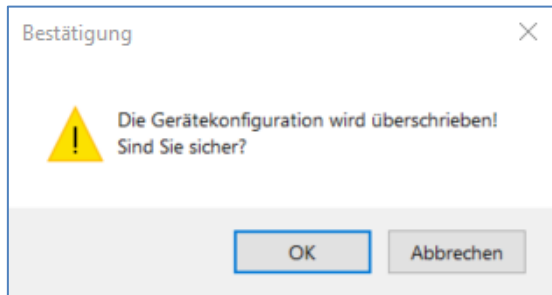 Bestätigung
Die Gerätekonfiguration wird überschrieben!
Sind Sie sicher?
OK
Abbrechen